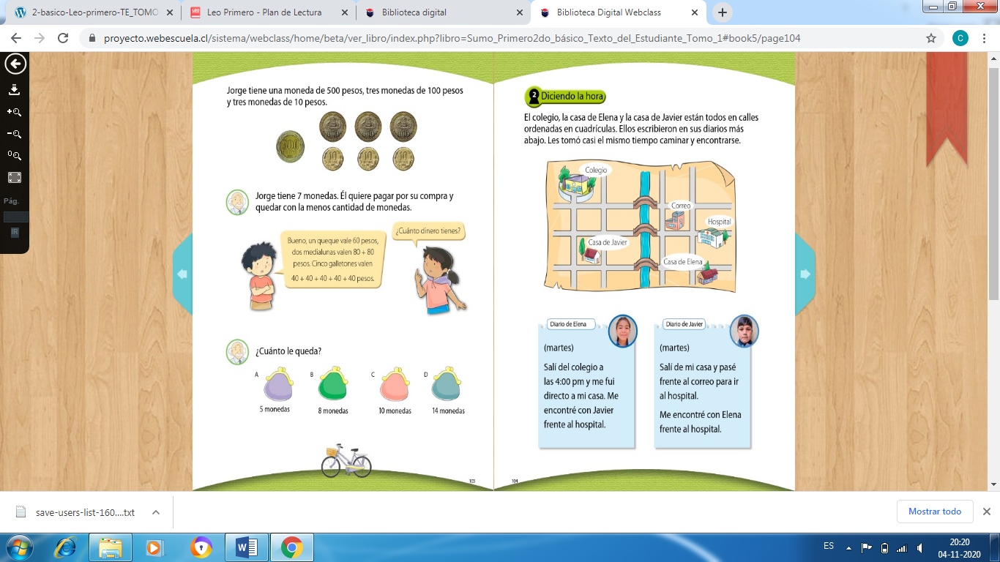 2-basico-Leo-primero-TE_TOMO
Leo Primero - Plan de Lectura
Biblioteca digital
Biblioteca Digital Webclass
proyecto.webescuela.cl/sistema/webclass/home/beta/ver_libro/index.php?libro=Sumo_Primero2do_básico_Texto_del_Estudiante_Tomo_1#book5/page104
C
Pág.
IR
Jorge tiene una moneda de 500 pesos, tres monedas de 100 pesos
y tres monedas de 10 pesos.
500
100
100
100
10
10
10
Jorge tiene 7 monedas. Él quiere pagar por su compra y
quedar con la menos cantidad de monedas.
Bueno, un queque vale 60 pesos,
dos medialunas valen 80 + 80
pesos. Cinco galletones valen
40 + 40 + 40 + 40 + 40 pesos.
¿Cuánto dinero tienes?
¿Cuánto le queda?
A
B
C
D
5 monedas
8 monedas
10 monedas
14 monedas
103
2 Diciendo la hora
El colegio, la casa de Elena y la casa de Javier están todos en calles
ordenadas en cuadrículas. Ellos escribieron en sus diarios más
abajo. Les tomó casi el mismo tiempo caminar y encontrarse.
Colegio
Correo
Hospital
Casa de Javier
Casa de Elena
Diario de Elena
(martes)
Salí del colegio a
las 4:00 pm y me fui
directo a mi casa. Me
encontré con Javier
frente al hospital.
Diario de Javier
(martes)
Salí de mi casa y pasé
frente al correo para ir
al hospital.
Me encontré con Elena
frente al hospital.
104
save-users-list-160....txt
Mostrar todo
ES
20:20
04-11-2020